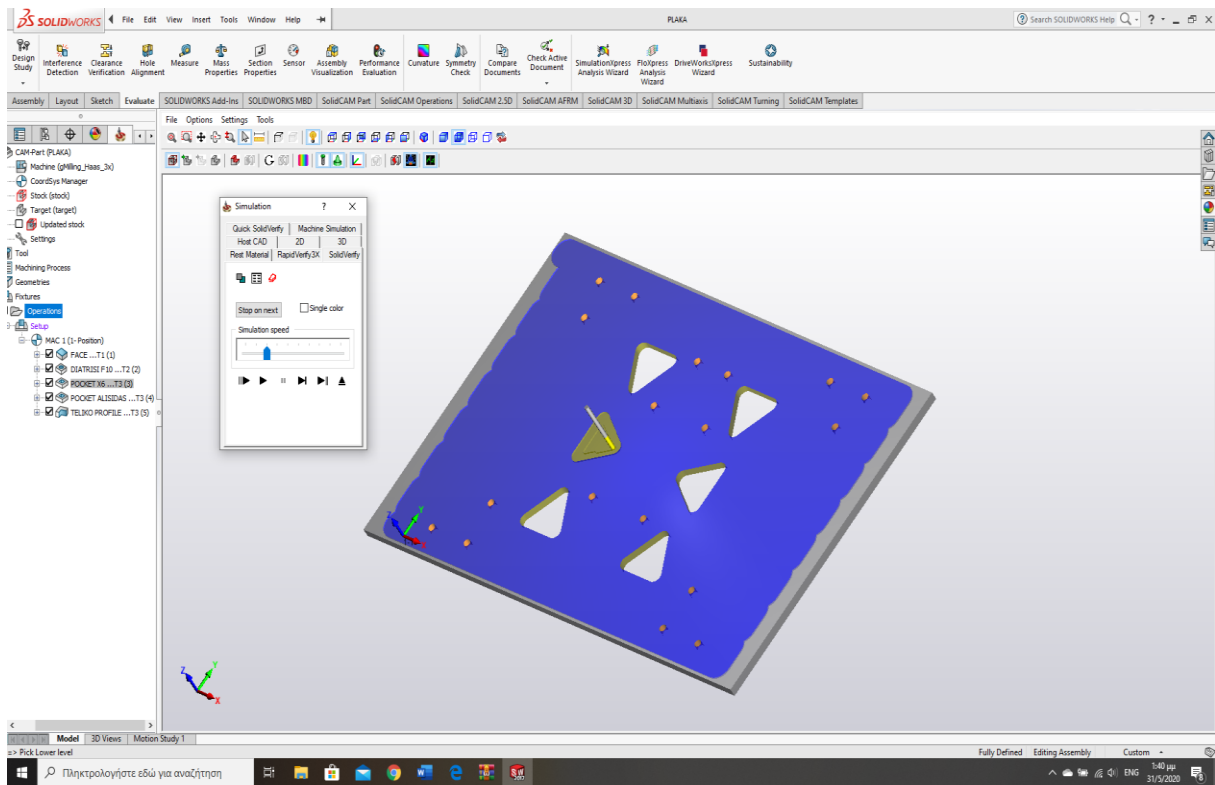 SOLIDWORKS File Edit View Insert Tools Window Help PLAKA Search SOLIDWORKS Help ?
Design Study
Interference Detection
Clearance Verification
Hole Alignment
Measure
Mass Properties
Section Properties
Sensor
Assembly Visualization
Performance Evaluation
Curvature
Symmetry Check
Compare Documents
Check Active Document
SimulationXpress Analysis Wizard
FloXpress Analysis Wizard
DriveWorksXpress Wizard
Sustainability
Assembly Layout Sketch Evaluate SOLIDWORKS Add-Ins SOLIDWORKS MBD SolidCAM Part SolidCAM Operations SolidCAM 2.5D SolidCAM AFRM SolidCAM 3D SolidCAM Multiaxis SolidCAM Turning SolidCAM Templates
File Options Settings Tools
CAM-Part (PLAKA)
Machine (gMilling_Haas_3x)
CoordSys Manager
Stock (stock)
Target (target)
Updated stock
Settings
Tool
Machining Process
Geometries
Fixtures
Operations
Setup
MAC 1 (1- Position)
FACE ...T1 (1)
DIATRISI F10 ...T2 (2)
POCKET X6 ...T3 (3)
POCKET ALISIDAS ...T3 (4)
TELIKO PROFILE ...T3 (5)
Simulation ? X
Quick SolidVerify Machine Simulation
Host CAD 2D 3D
Rest Material RapidVerify3X SolidVerify
Stop on next Single color
Simulation speed
Z Y X
Z Y X
Model 3D Views Motion Study 1
=> Pick Lower level Fully Defined Editing Assembly Custom
Πληκτρολογήστε εδώ για αναζήτηση
ENG 1:40 μμ
31/5/2020